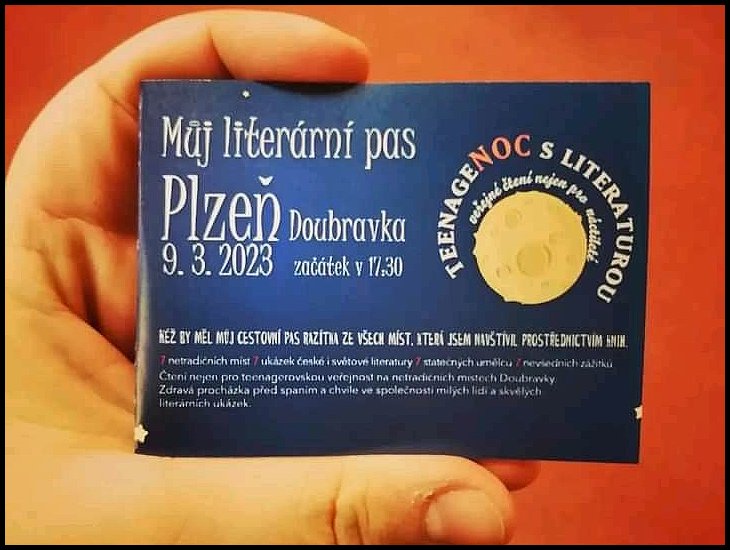 Můj literární pas
Plzeň Doubravka
9. 3. 2023 začátek v 17:30
TEENAGENOC S LITERATUROU
veřejné čtení nejen pro náctileté
KÉŽ BY MĚL MŮJ CESTOVNÍ PAS RAZÍTKA ZE VŠECH MÍST, KTERÁ JSEM NAVŠTÍVIL PROSTŘEDNICTVÍM KNIH.
7 netradičních míst 7 ukázek české i světové literatury 7 statečných umělců 7 nevšedních zážitků
Čtení nejen pro teenagerovskou veřejnost na netradičních místech Doubravky.
Zdravá procházka před spaním a chvíle ve společnosti milých lidí a skvělých
literárních ukázek.